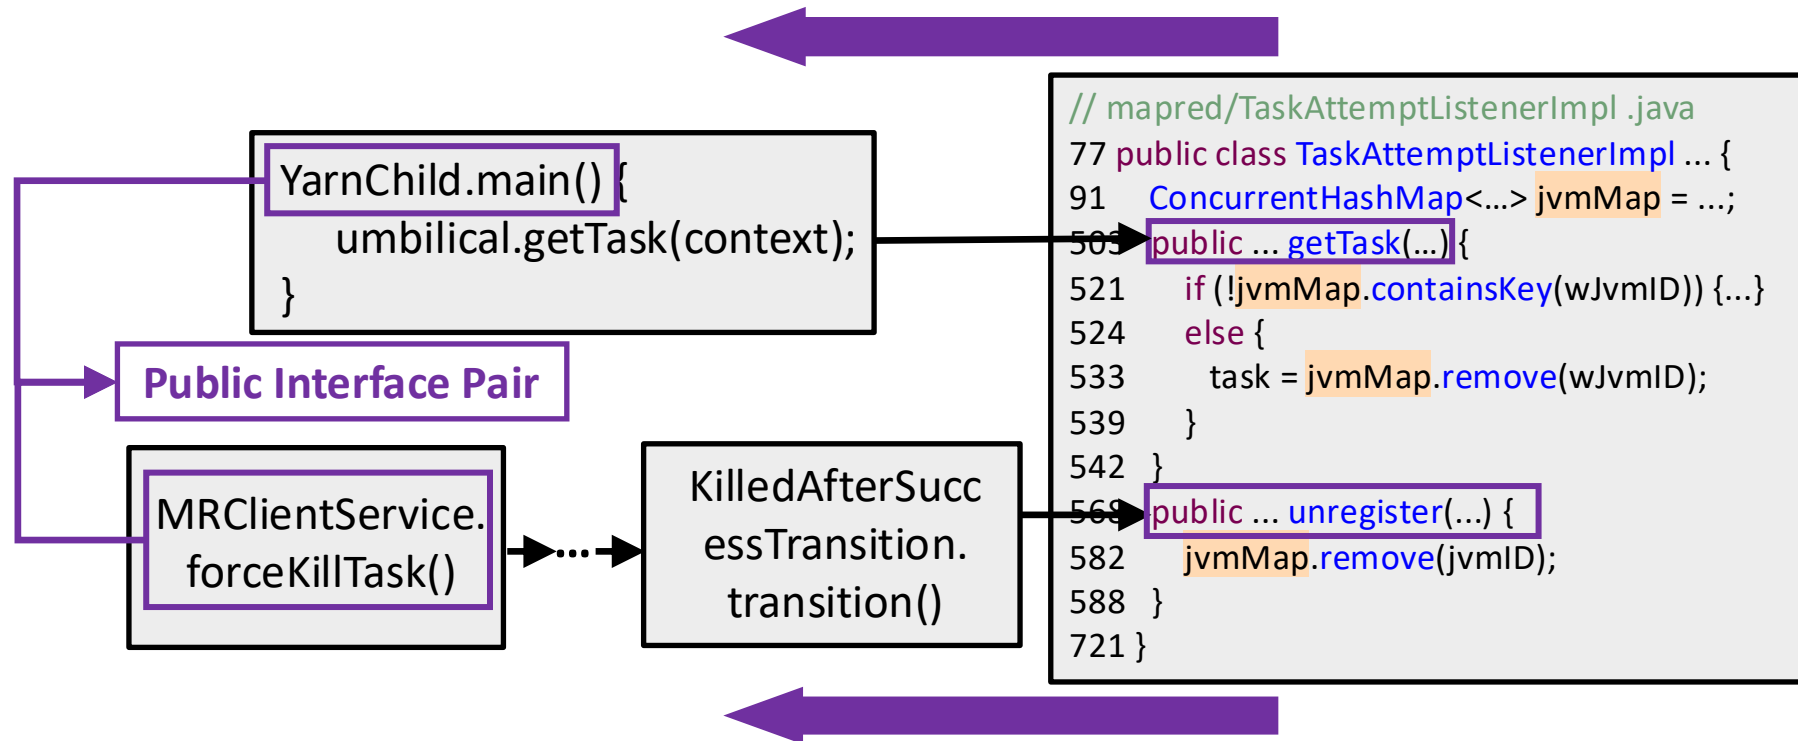 YarnChild.main() {
umbilical.getTask(context);
}
Public Interface Pair
MRClientService.
forceKillTask()
...
KilledAfterSucc
essTransition.
transition()
// mapred/TaskAttemptListenerImpl .java
77 public class TaskAttemptListenerImpl ... {
91 ConcurrentHashMap<...> jvmMap = ...;
503 public ... getTask(...) {
521 if (!jvmMap.containsKey(wJvmID)) {...}
524 else {
533 task = jvmMap.remove(wJvmID);
539 }
542 }
568 public ... unregister(...) {
582 jvmMap.remove(jvmID);
588 }
721 }